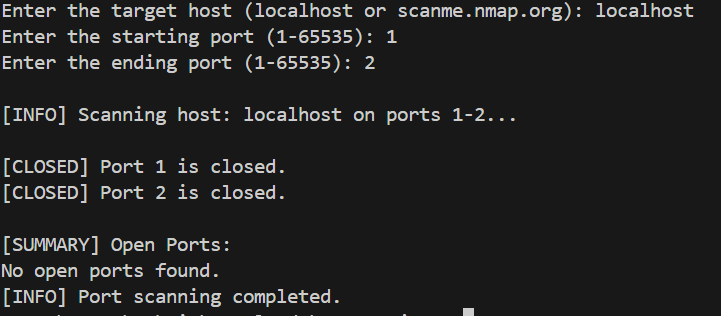 Enter the target host (localhost or scanme.nmap.org): localhost
Enter the starting port (1-65535): 1
Enter the ending port (1-65535): 2
[INFO] Scanning host: localhost on ports 1-2...
[CLOSED] Port 1 is closed.
[CLOSED] Port 2 is closed.
[SUMMARY] Open Ports:
No open ports found.
[INFO] Port scanning completed.